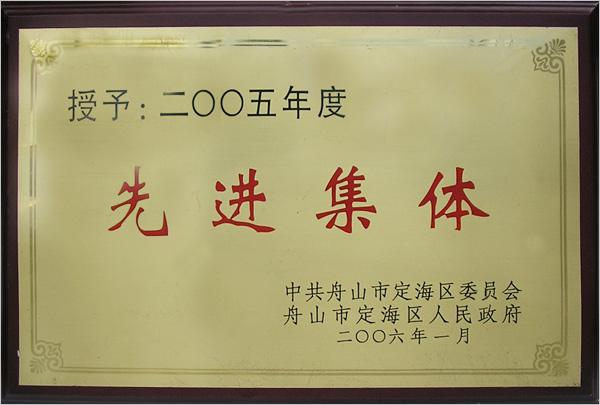 授予：二〇〇五年度
先进集体
中共舟山市定海区委员会
舟山市定海区人民政府
二〇〇六年一月